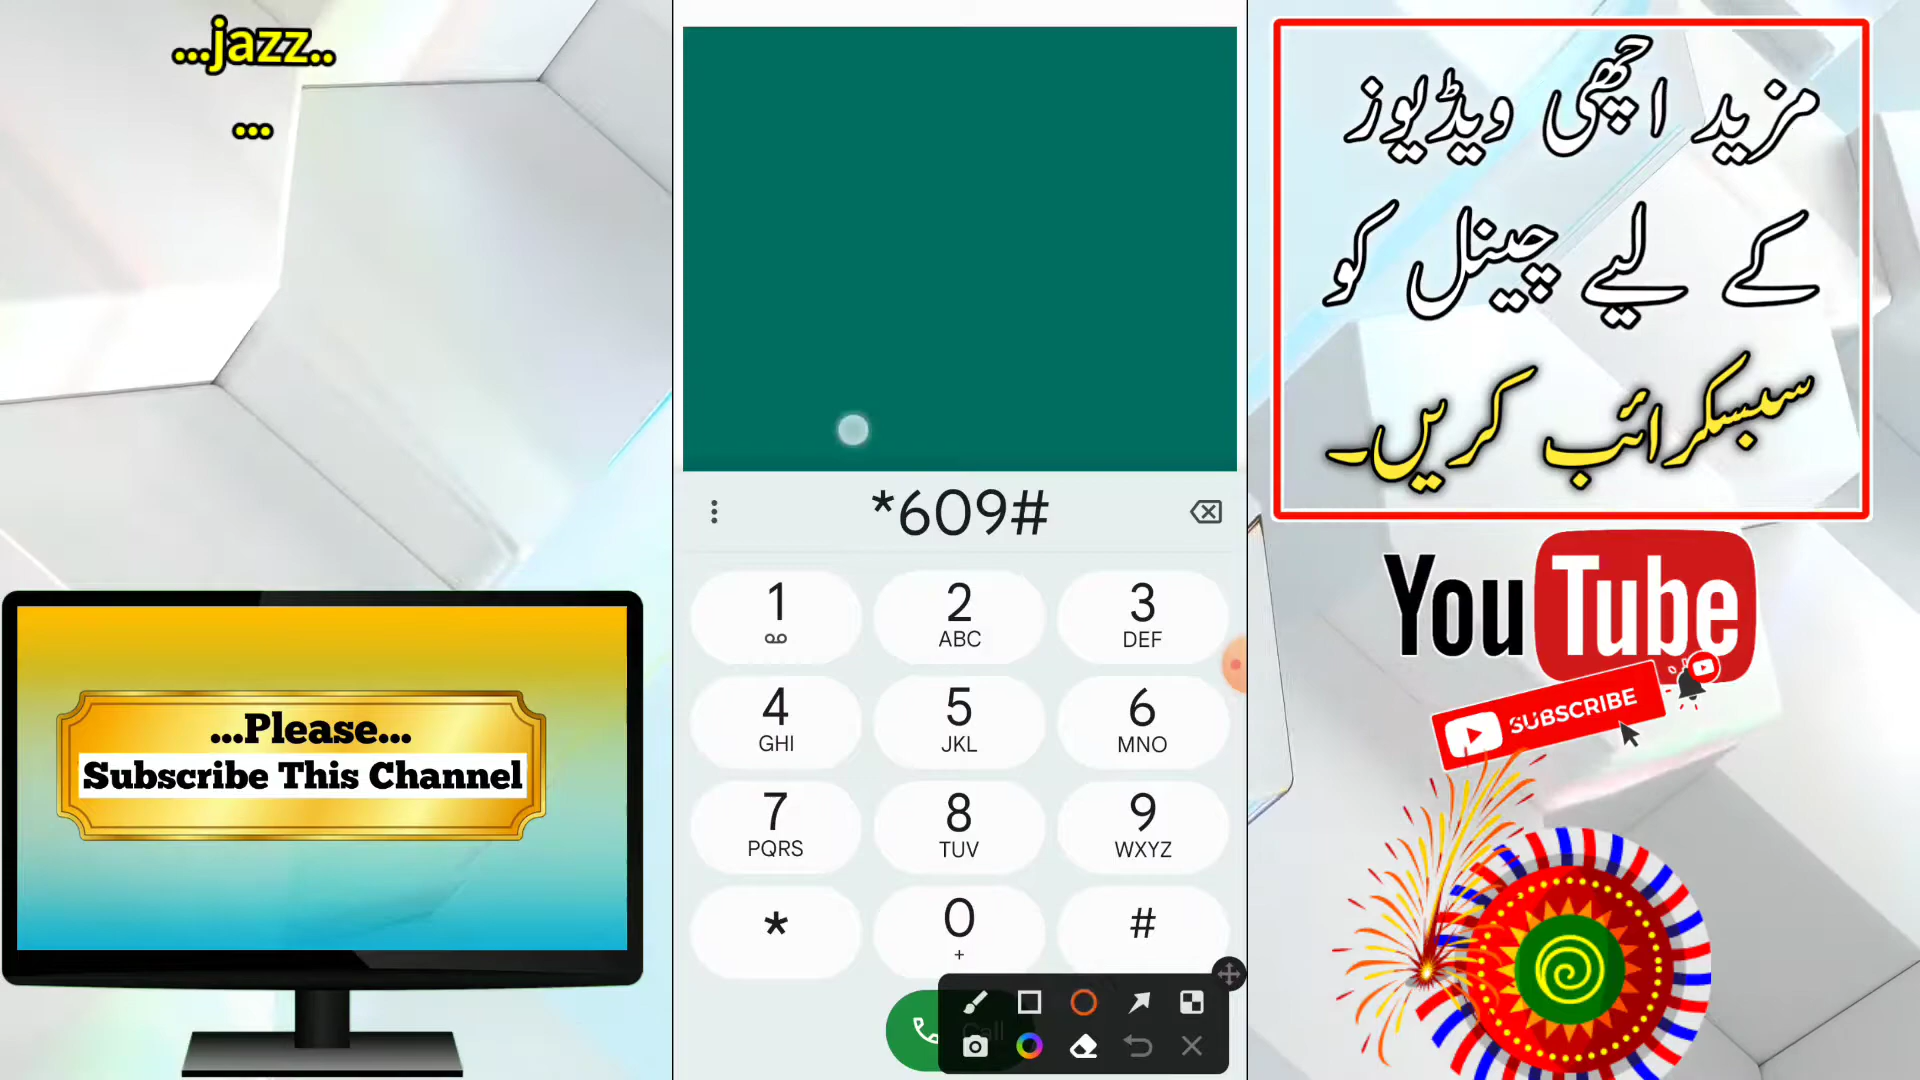 ...jazz..
...
...Please...
Subscribe This Channel
*609#
1
2
ABC
3
DEF
4
GHI
5
JKL
6
MNO
7
PQRS
8
TUV
9
WXYZ
*
0
+
#
Call
مزید اچھی ویڈیوز
کے لیے چینل کو
سبسکرائب کریں۔
YouTube
SUBSCRIBE